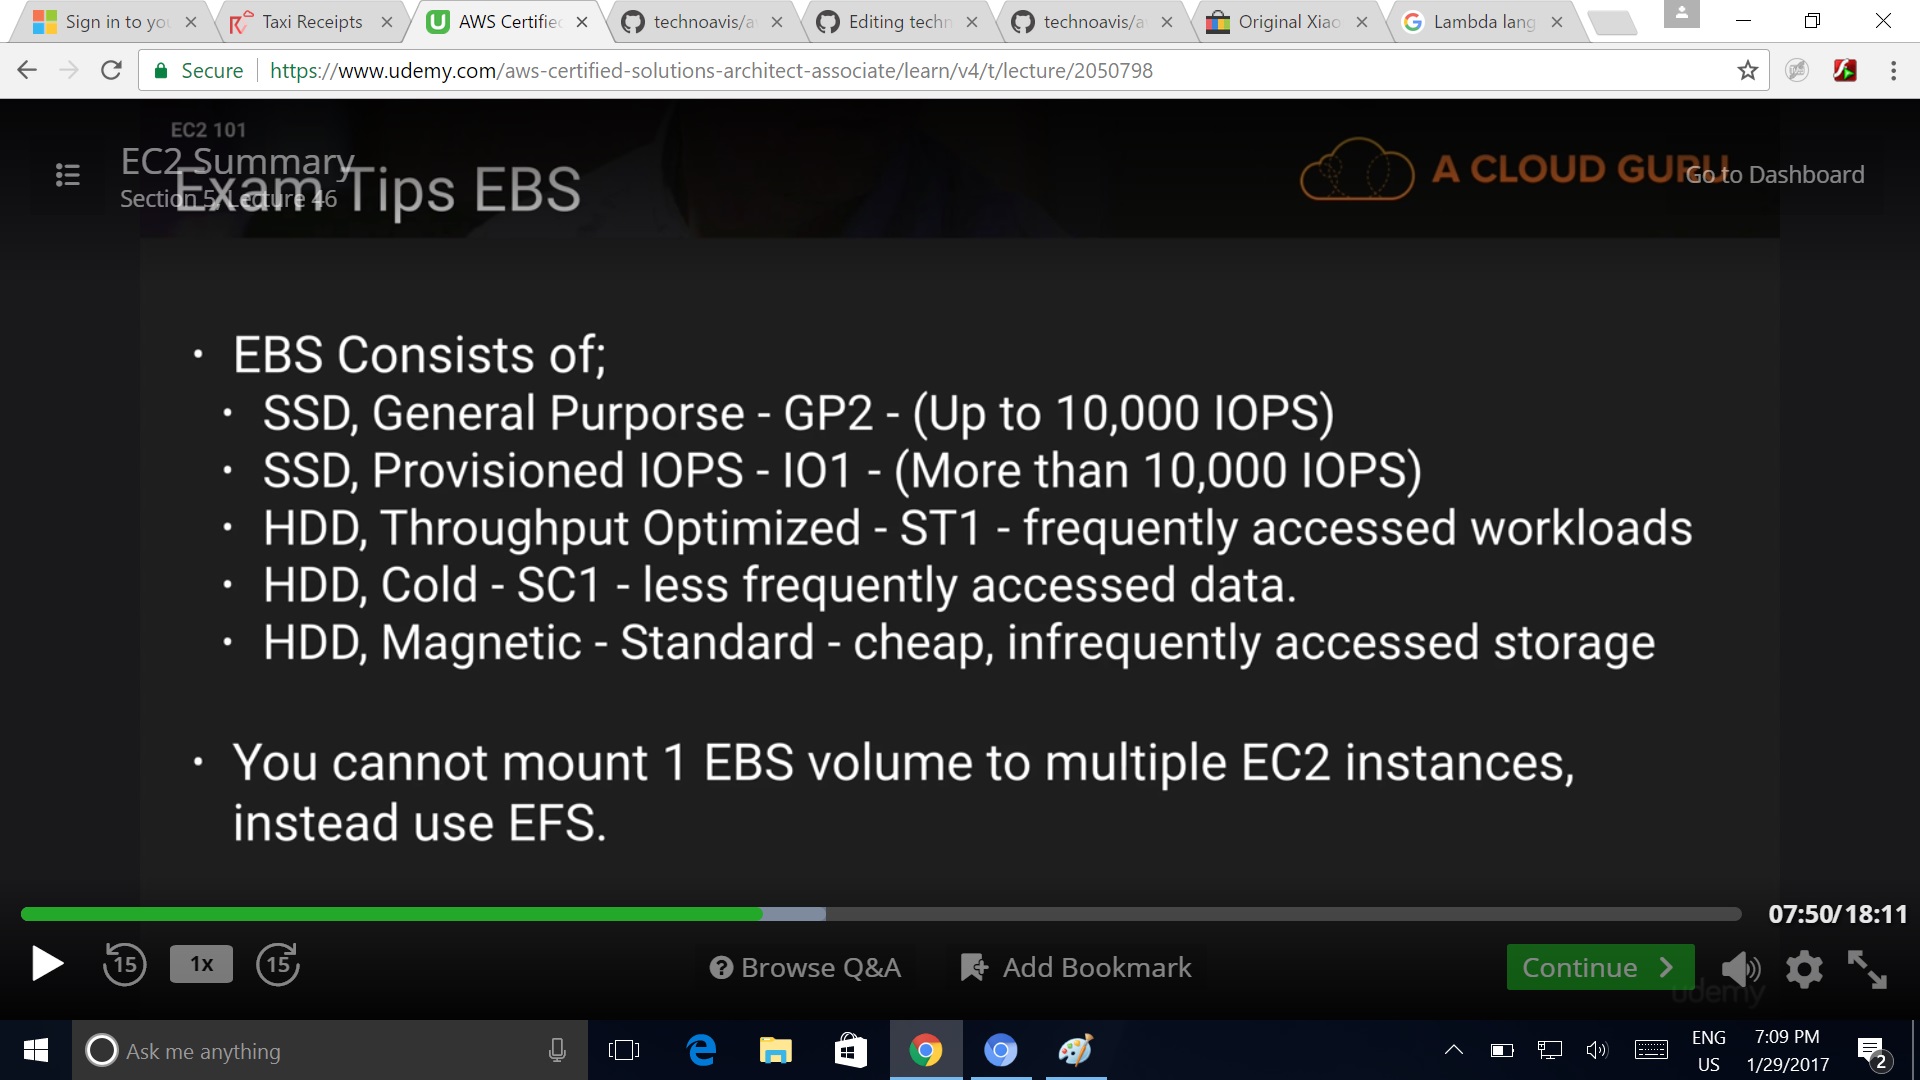 Sign in to you
Taxi Receipts
AWS Certified
technoavis/a
Editing techn
technoavis/a
Original Xiao
Lambda lang
Secure
https://www.udemy.com/aws-certified-solutions-architect-associate/learn/v4/t/lecture/2050798
EC2 101
EC2 Summary
Section 5, Lecture 46
Exam Tips EBS
A CLOUD GURU
Go to Dashboard
• EBS Consists of;
• SSD, General Purporse - GP2 - (Up to 10,000 IOPS)
• SSD, Provisioned IOPS - IO1 - (More than 10,000 IOPS)
• HDD, Throughput Optimized - ST1 - frequently accessed workloads
• HDD, Cold - SC1 - less frequently accessed data.
• HDD, Magnetic - Standard - cheap, infrequently accessed storage
• You cannot mount 1 EBS volume to multiple EC2 instances,
instead use EFS.
07:50/18:11
15
1x
15
Browse Q&A
Add Bookmark
Continue
udemy
Ask me anything
ENG
US
7:09 PM
1/29/2017
2